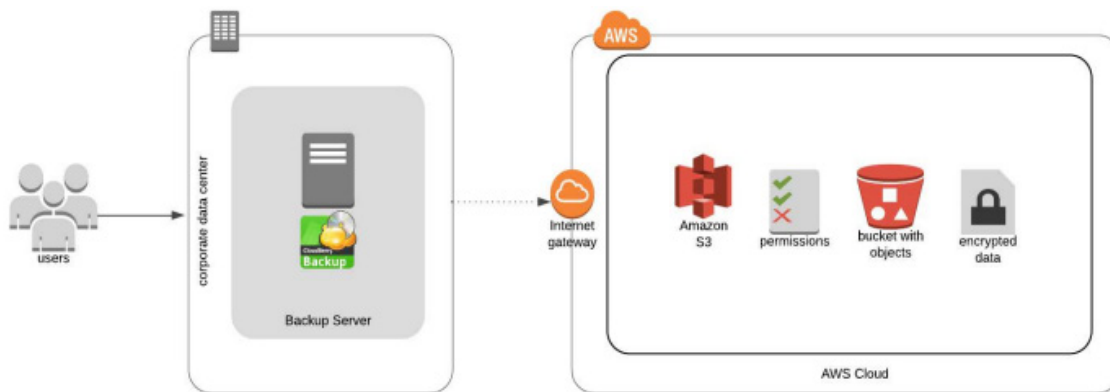 AWS
users
corporate data center
CloudBerry
Backup
Backup Server
Internet
gateway
Amazon
S3
permissions
bucket with
objects
encrypted
data
AWS Cloud